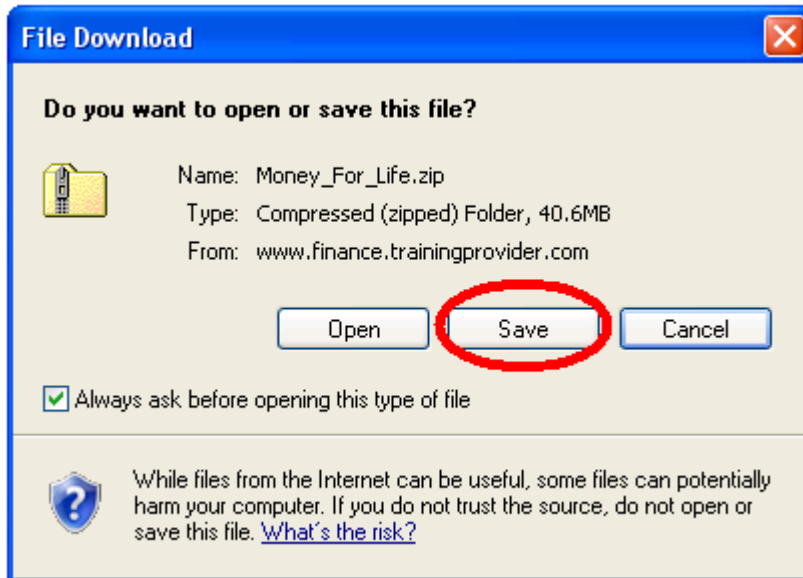 File Download
Do you want to open or save this file?
Name: Money_For_Life.zip
Type: Compressed (zipped) Folder, 40.6MB
From: www.finance.trainingprovider.com
Open Save Cancel
Always ask before opening this type of file
While files from the Internet can be useful, some files can potentially
harm your computer. If you do not trust the source, do not open or
save this file. What's the risk?